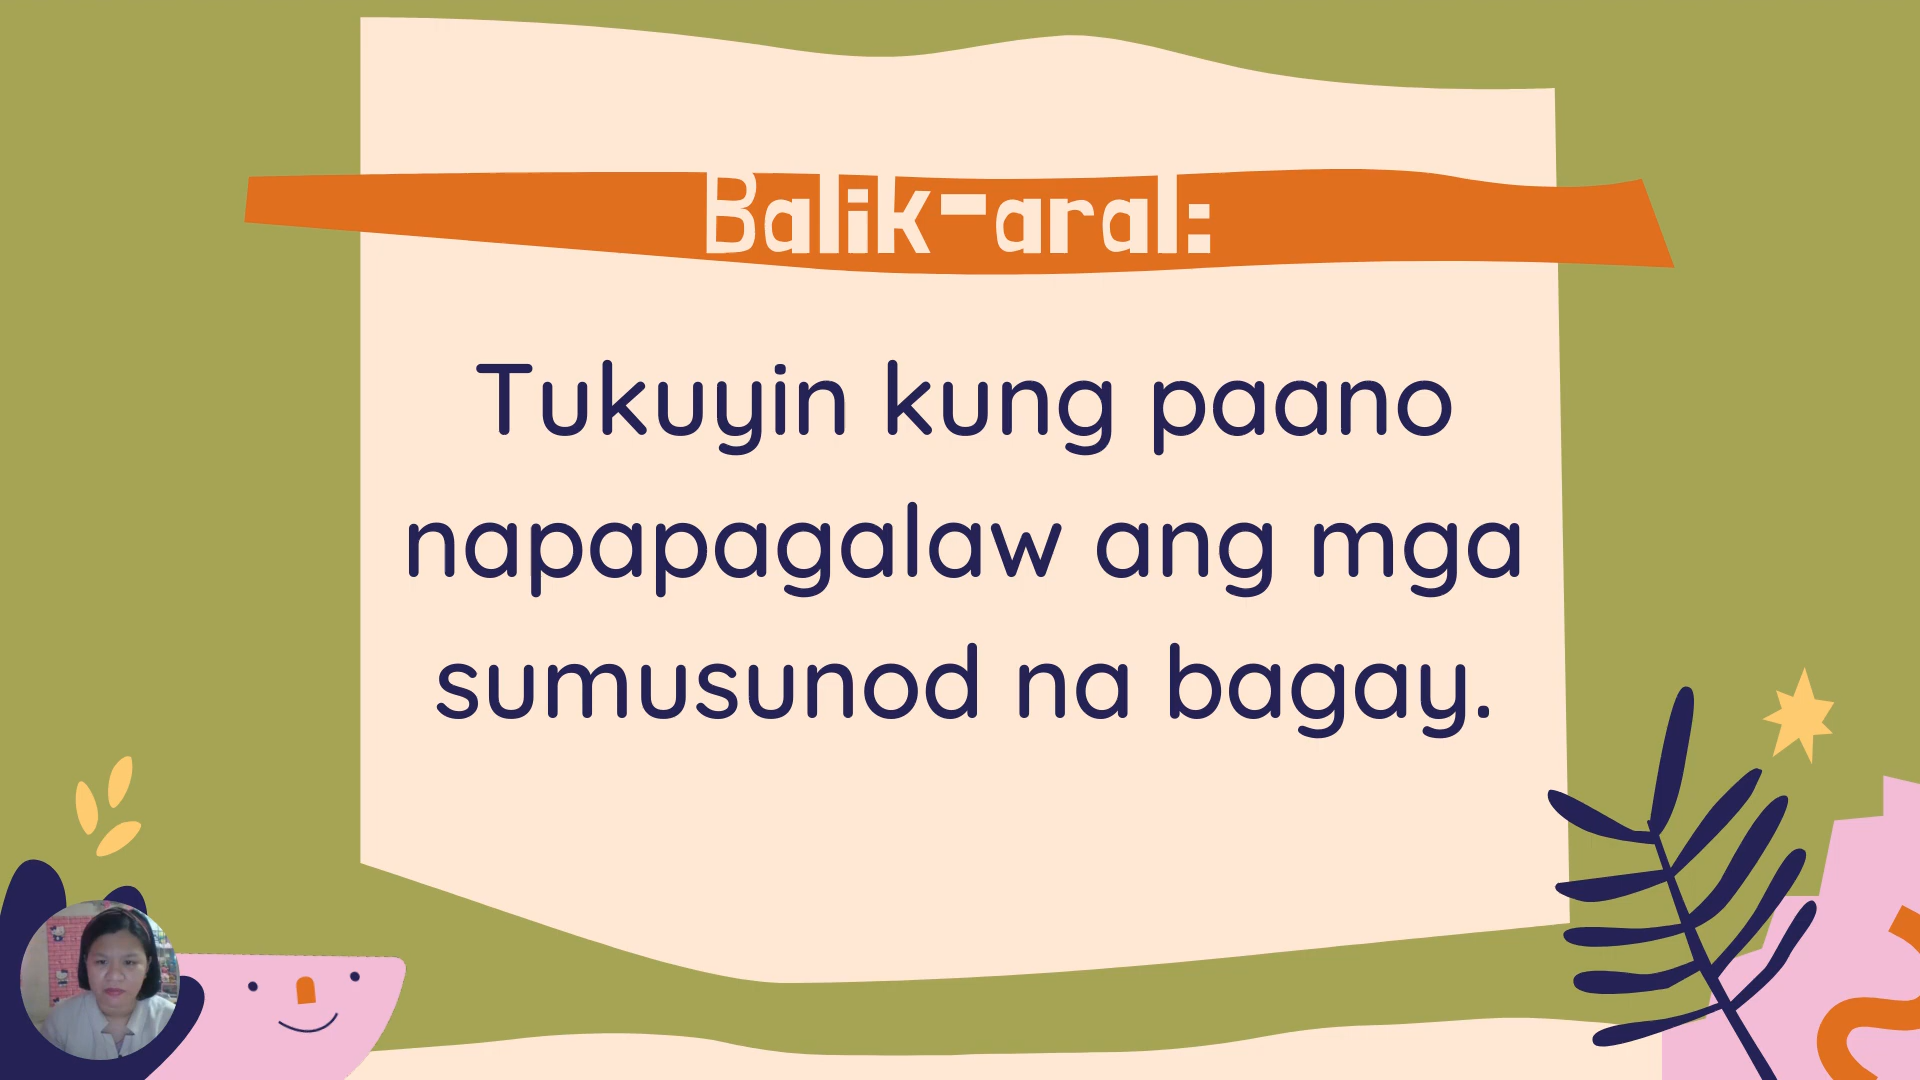 Balik-aral:
Tukuyin kung paano
napapagalaw ang mga
sumusunod na bagay.